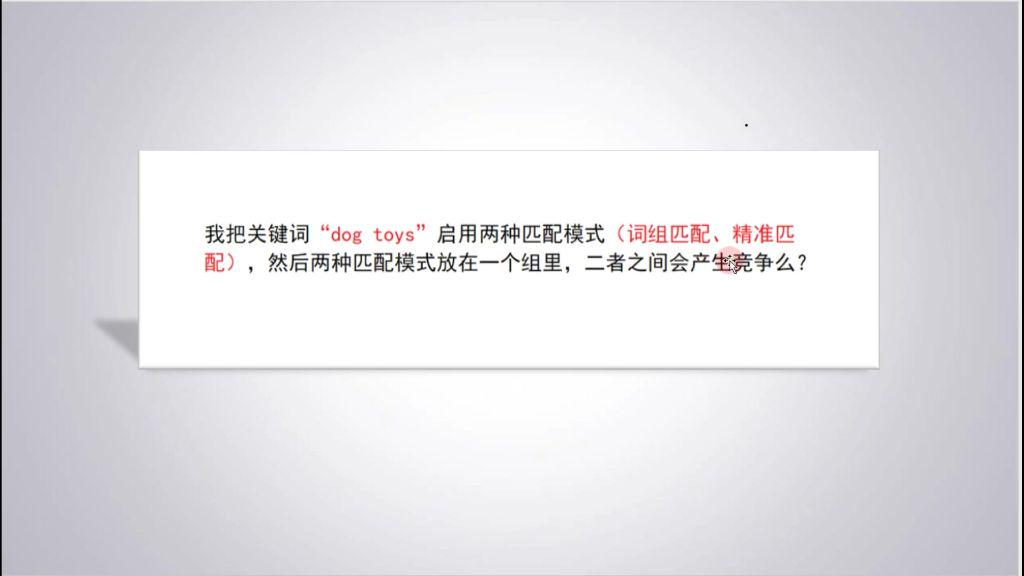 我把关键词“dog toys”启用两种匹配模式（词组匹配、精准匹
配），然后两种匹配模式放在一个组里，二者之间会产生竞争么？